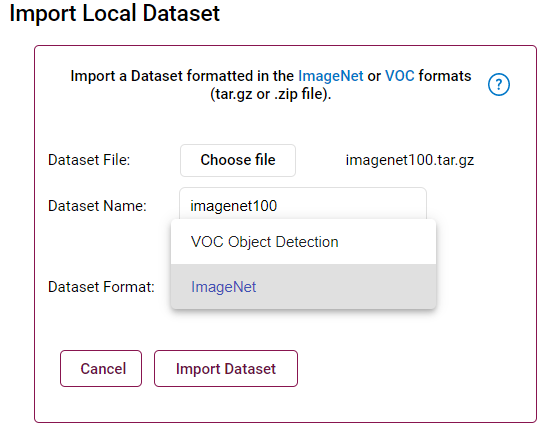 Import Local Dataset
Import a Dataset formatted in the ImageNet or VOC formats
(tar.gz or .zip file).
?
Dataset File: Choose file imagenet100.tar.gz
Dataset Name: imagenet100
VOC Object Detection
Dataset Format: ImageNet
Cancel Import Dataset